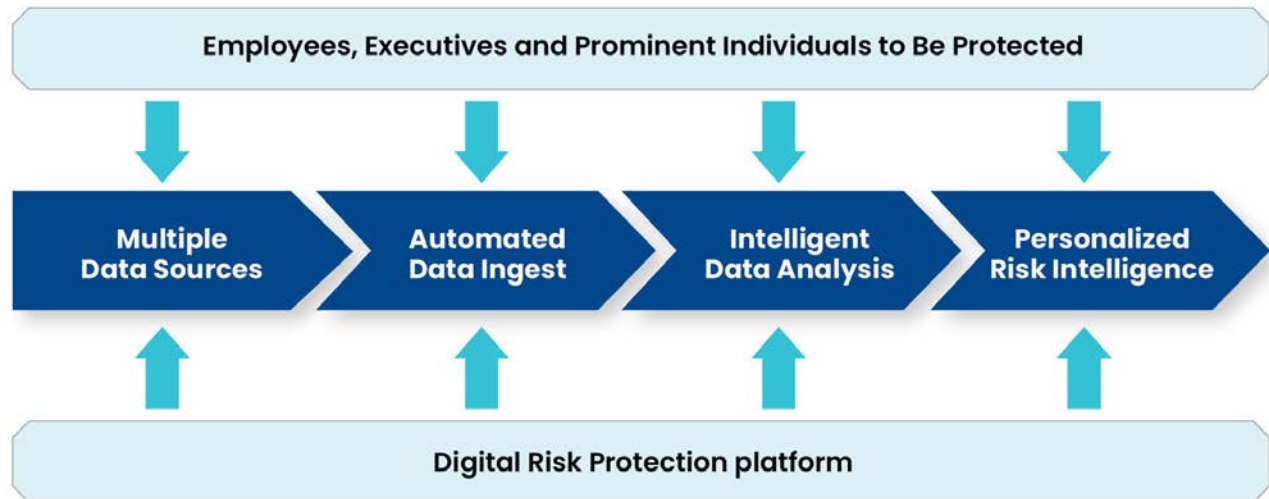 Employees, Executives and Prominent Individuals to Be Protected
Multiple
Data Sources
Automated
Data Ingest
Intelligent
Data Analysis
Personalized
Risk Intelligence
Digital Risk Protection platform